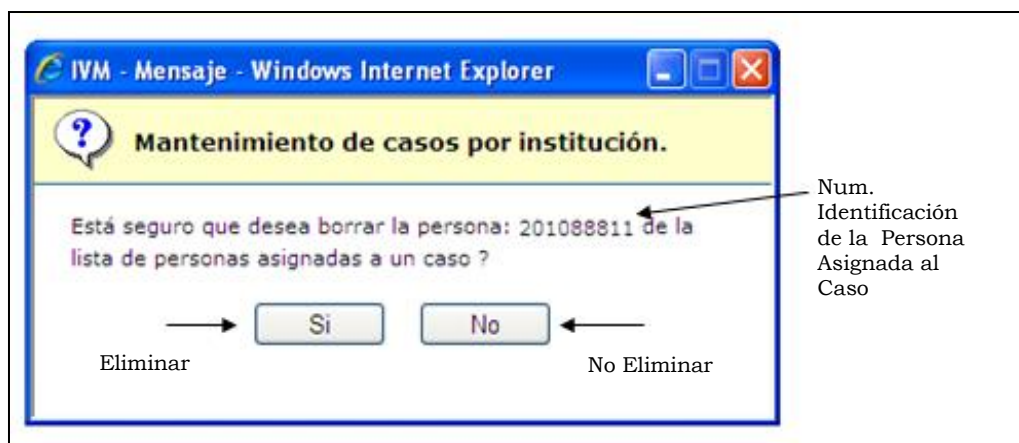 IVM - Mensaje - Windows Internet Explorer
?
Mantenimiento de casos por institución.
Está seguro que desea borrar la persona: 201088811 de la
lista de personas asignadas a un caso ?
Si
No
Eliminar
No Eliminar
Num.
Identificación
de la Persona
Asignada al
Caso